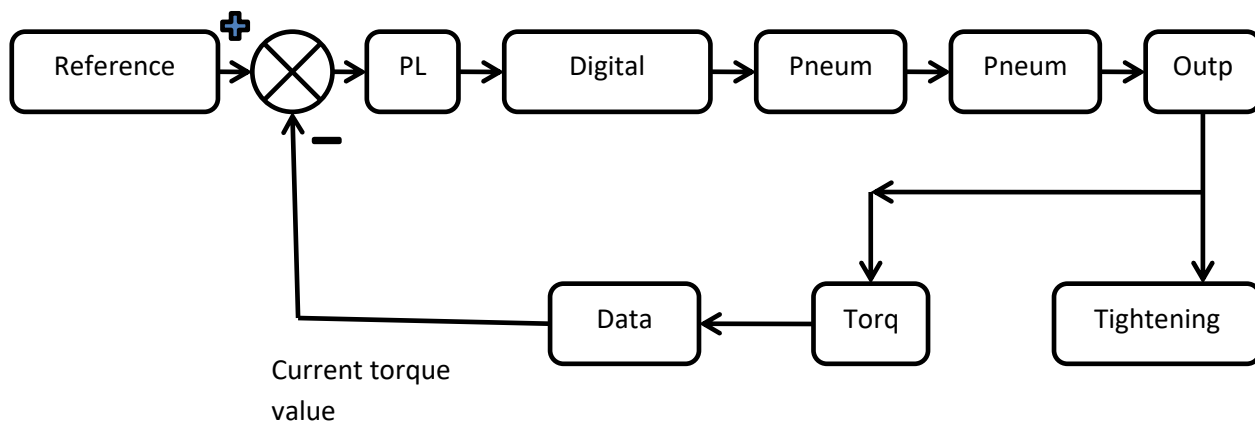 Reference
PL
Digital
Pneum
Pneum
Outp
Data
Torq
Tightening
Current torque
value